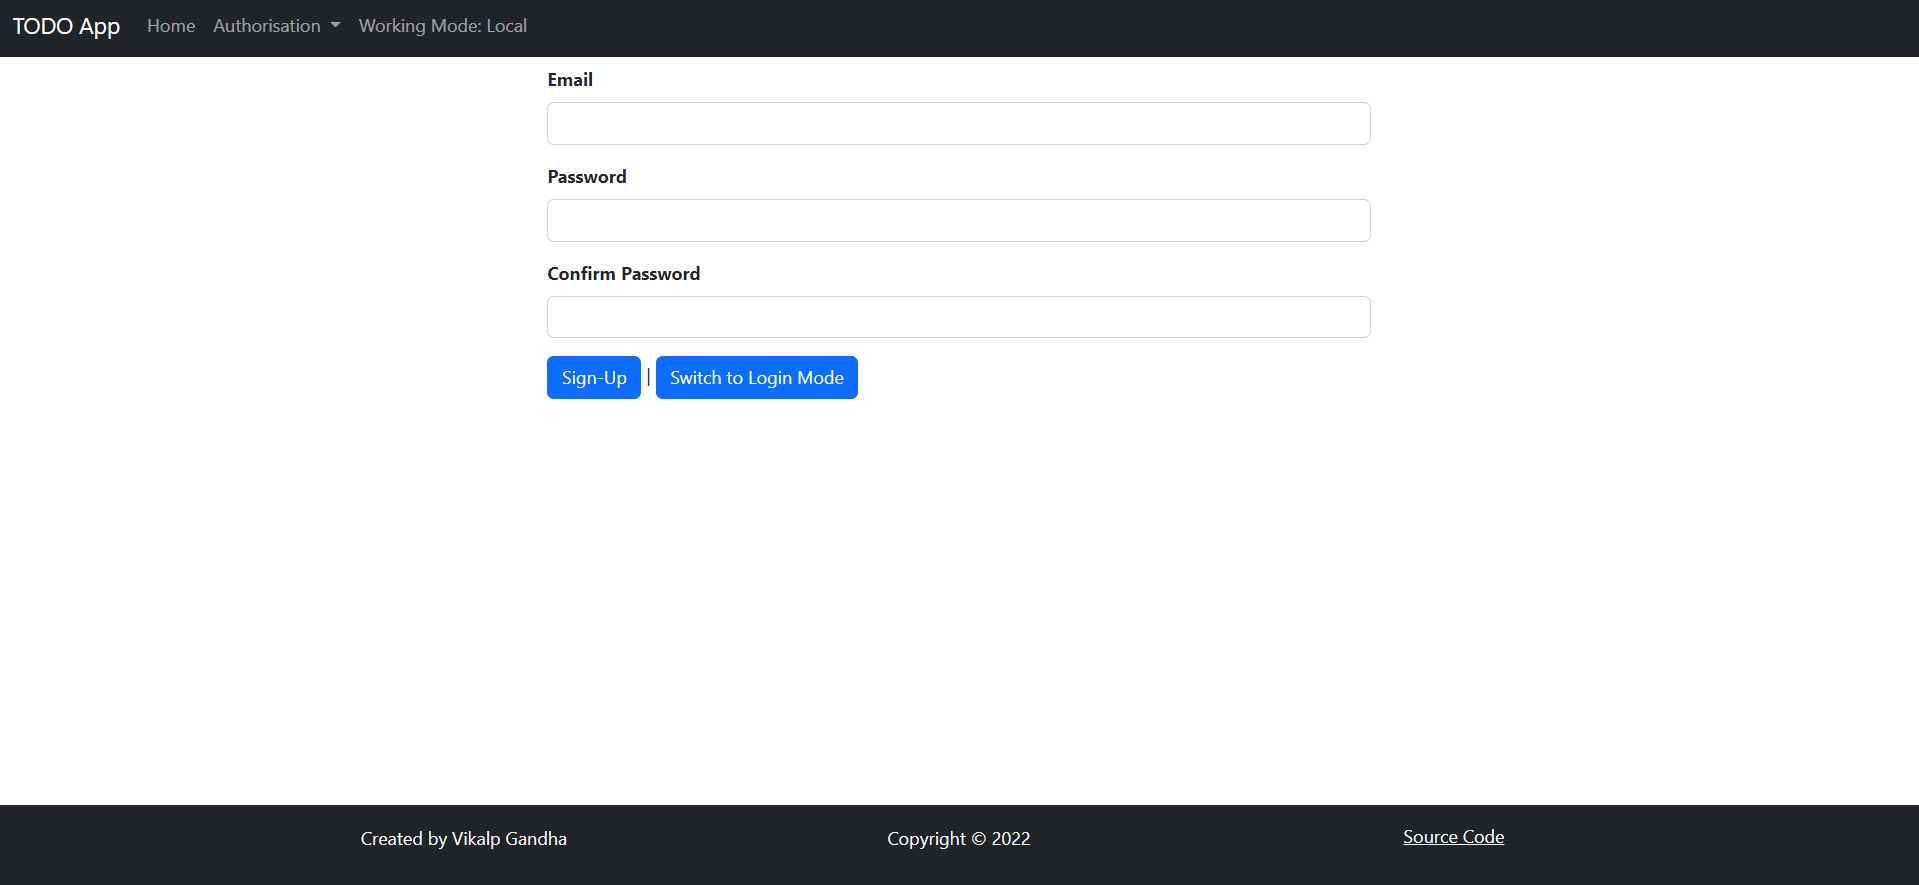 TODO App Home Authorisation Working Mode: Local
Email
Password
Confirm Password
Sign-Up | Switch to Login Mode
Created by Vikalp Gandha Copyright © 2022 Source Code